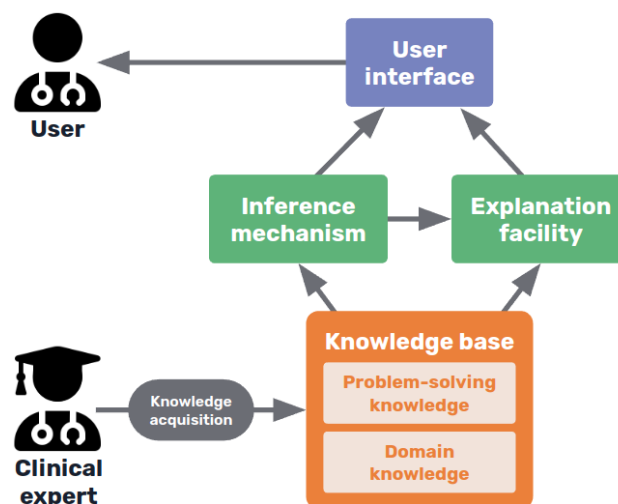 User
interface
User
Inference
mechanism
Explanation
facility
Knowledge base
Problem-solving
knowledge
Knowledge
acquisition
Domain
knowledge
Clinical
expert